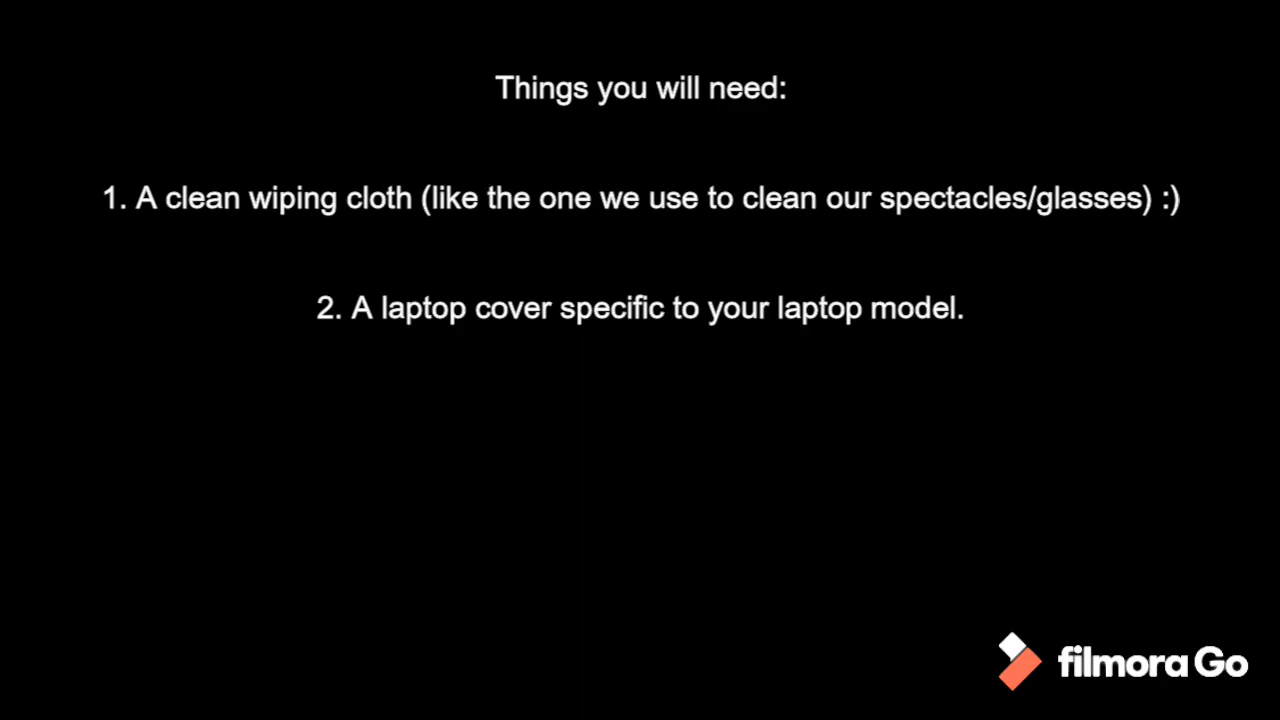 Things you will need:
1. A clean wiping cloth (like the one we use to clean our spectacles/glasses) :)
2. A laptop cover specific to your laptop model.
filmora Go